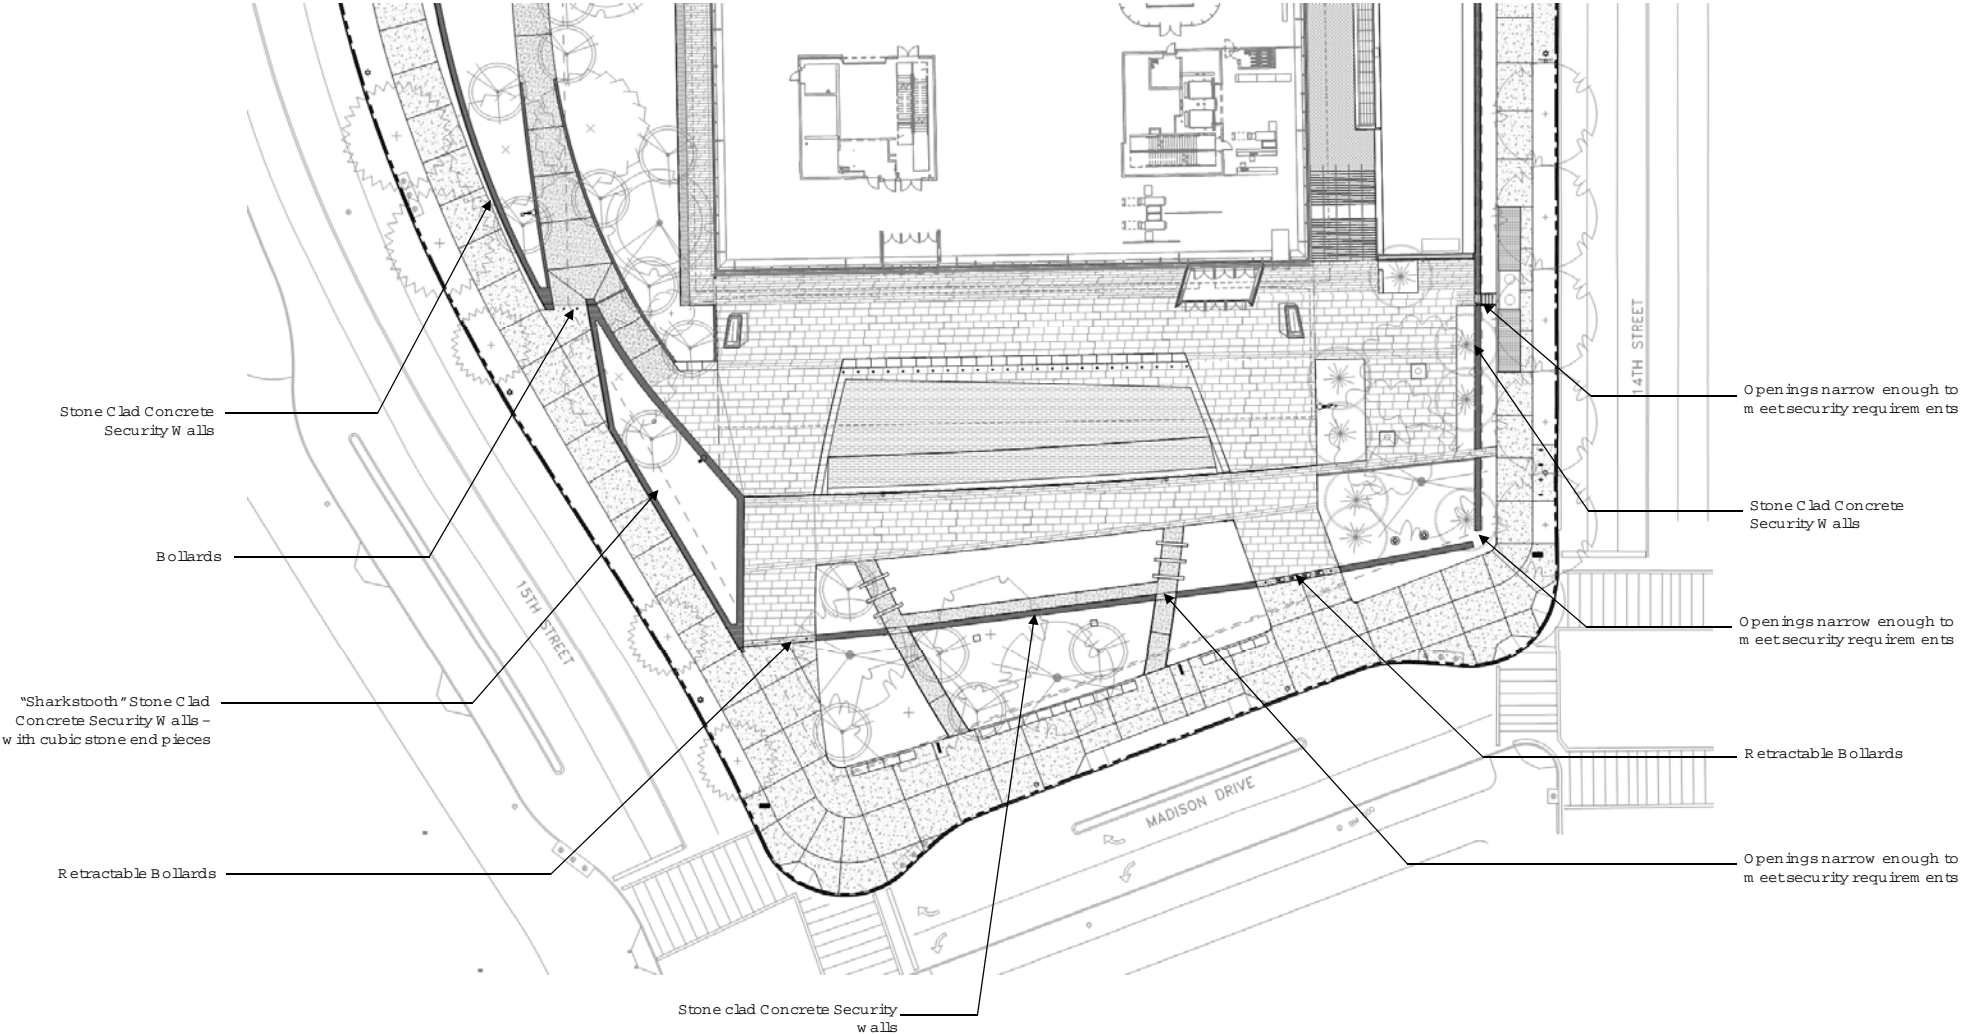 Stone Clad Concrete
Security Walls
Bollards
"Sharkstooth" Stone Clad
Concrete Security Walls –
with cubic stone end pieces
Retractable Bollards
Stone clad Concrete Security
walls
15TH STREET
MADISON DRIVE
14TH STREET
Openings narrow enough to
meet security requirements
Stone Clad Concrete
Security Walls
Openings narrow enough to
meet security requirements
Retractable Bollards
Openings narrow enough to
meet security requirements